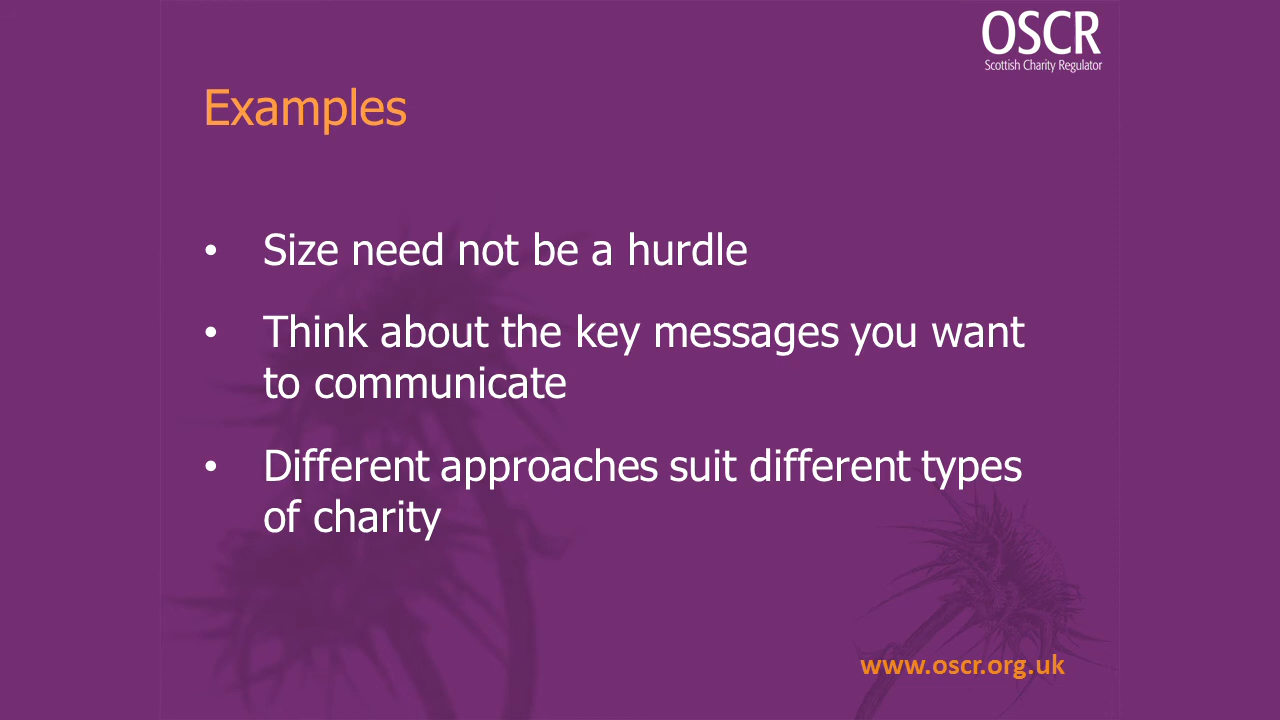 OSCR
Scottish Charity Regulator
Examples
• Size need not be a hurdle
• Think about the key messages you want
to communicate
• Different approaches suit different types
of charity
www.oscr.org.uk